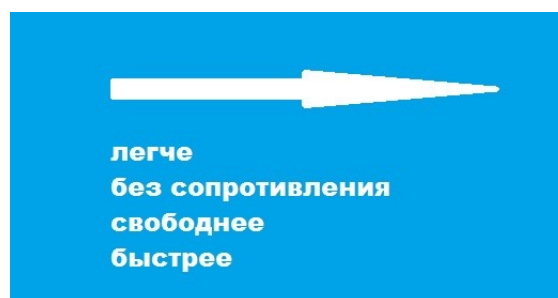 легче
без сопротивления
свободнее
быстрее